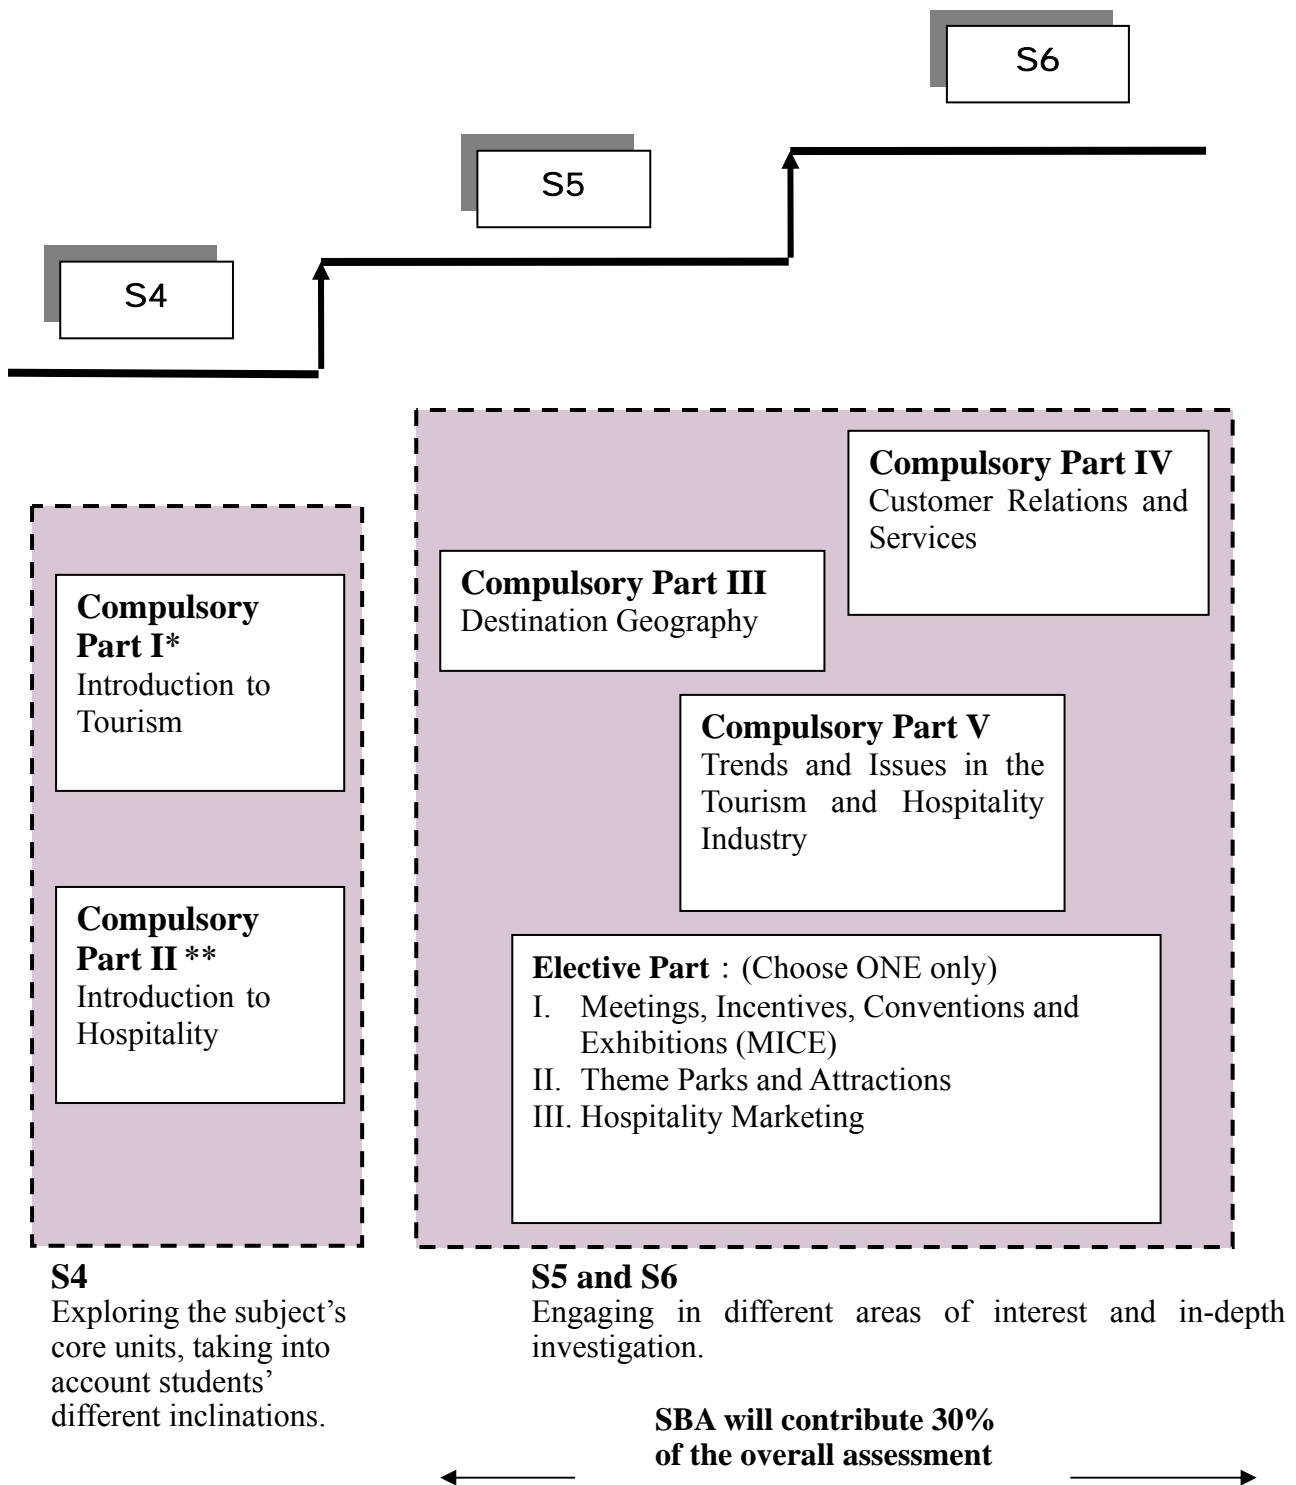 S6
S5
S4
Compulsory Part IV
Customer Relations and
Services
Compulsory Part III
Destination Geography
Compulsory
Part I*
Introduction to
Tourism
Compulsory Part V
Trends and Issues in the
Tourism and Hospitality
Industry
Compulsory
Part II **
Introduction to
Hospitality
Elective Part : (Choose ONE only)
I. Meetings, Incentives, Conventions and
Exhibitions (MICE)
II. Theme Parks and Attractions
III. Hospitality Marketing
S4
Exploring the subject’s
core units, taking into
account students’
different inclinations.
S5 and S6
Engaging in different areas of interest and in-depth
investigation.
SBA will contribute 30%
of the overall assessment